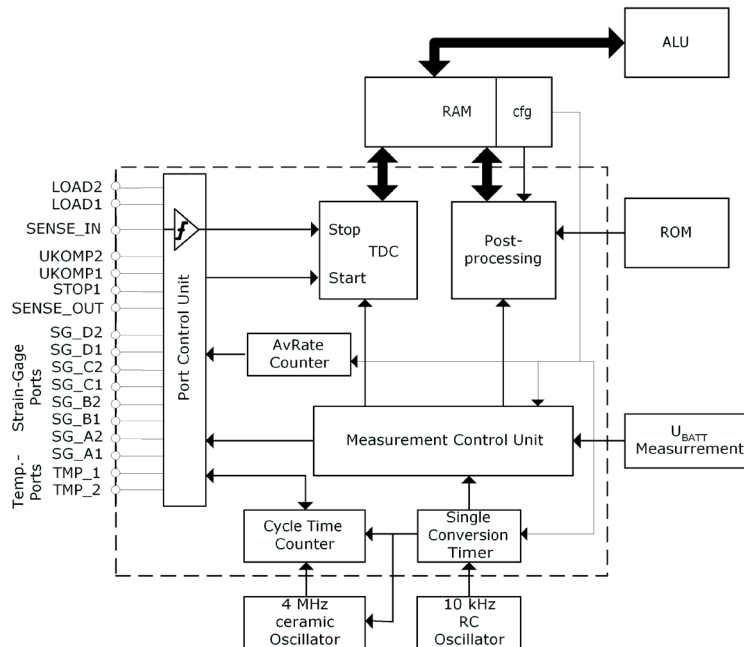 ALU
RAM
cfg
LOAD2
LOAD1
SENSE_IN
UKOMP2
UKOMP1
STOP1
SENSE_OUT
SG_D2
SG_D1
SG_C2
SG_C1
SG_B2
SG_B1
SG_A2
SG_A1
TMP_1
TMP_2
Strain-Gage
Ports
Temp.-
Ports
Port Control Unit
Stop
TDC
Start
Post-
processing
ROM
AvRate
Counter
Measurement Control Unit
UBATT
Measurrement
Cycle Time
Counter
Single
Conversion
Timer
4 MHz
ceramic
Oscillator
10 kHz
RC
Oscillator